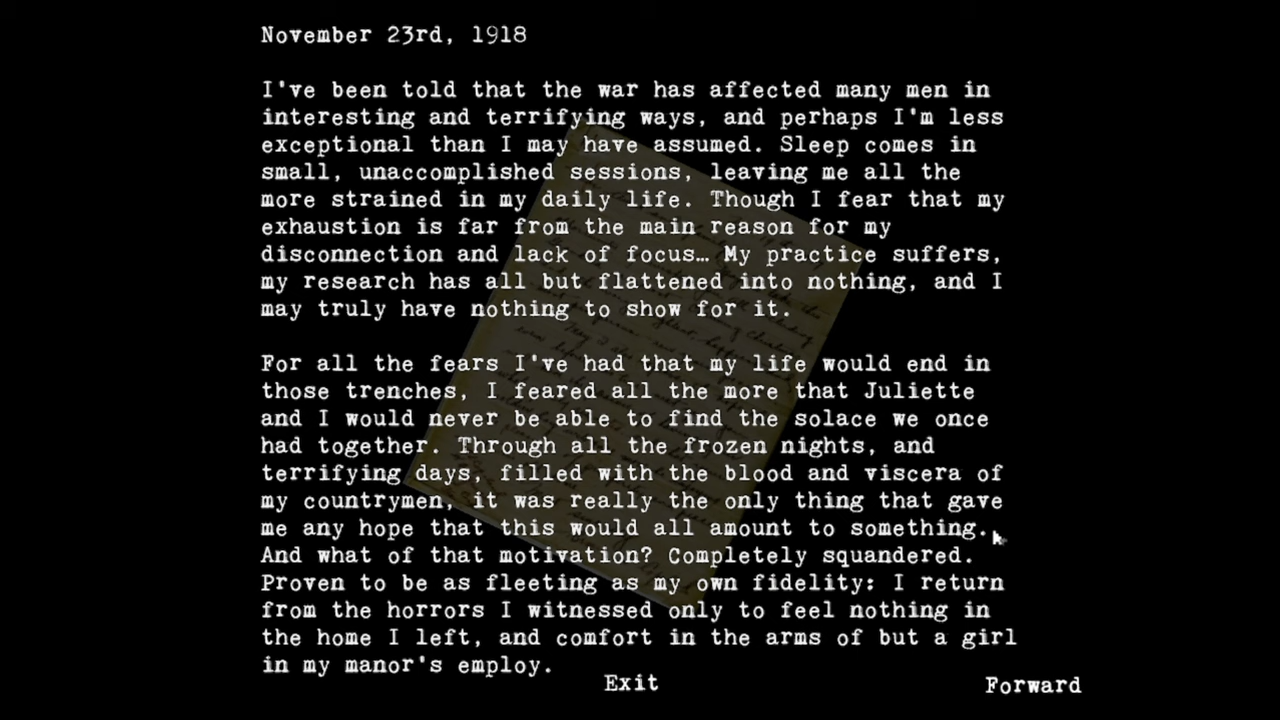 November 23rd, 1918
I've been told that the war has affected many men in
interesting and terrifying ways, and perhaps I'm less
exceptional than I may have assumed. Sleep comes in
small, unaccomplished sessions, leaving me all the
more strained in my daily life. Though I fear that my
exhaustion is far from the main reason for my
disconnection and lack of focus… My practice suffers,
my research has all but flattened into nothing, and I
may truly have nothing to show for it.
For all the fears I've had that my life would end in
those trenches, I feared all the more that Juliette
and I would never be able to find the solace we once
had together. Through all the frozen nights, and
terrifying days, filled with the blood and viscera of
my countrymen, it was really the only thing that gave
me any hope that this would all amount to something.
And what of that motivation? Completely squandered.
Proven to be as fleeting as my own fidelity: I return
from the horrors I witnessed only to feel nothing in
the home I left, and comfort in the arms of but a girl
in my manor's employ.
Exit
Forward